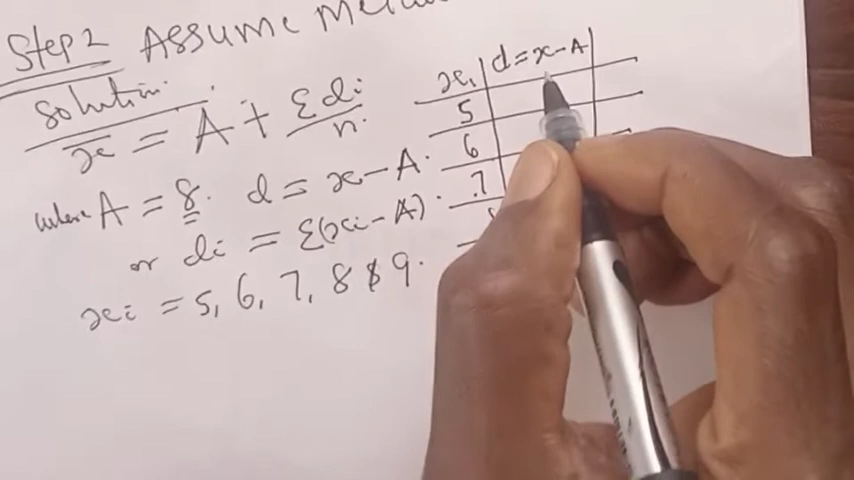 Step 2 Assume
Solution
x̄ = A + Σdi/n
where A = 8. d = x - A.
or di = Σ(xi - A).
xi = 5, 6, 7, 8 & 9.
xi | d = x - A
5
6
7